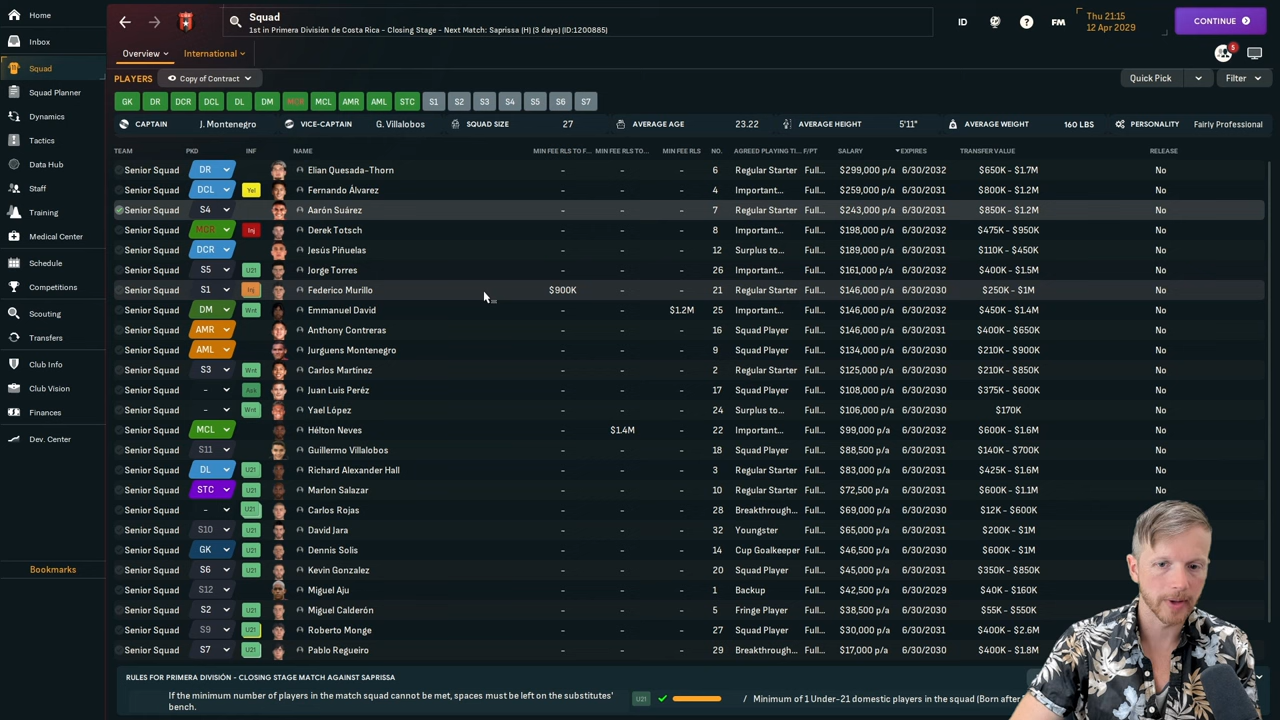 Home
Inbox
Squad
Squad Planner
Dynamics
Tactics
Data Hub
Staff
Training
Medical Center
Schedule
Competitions
Scouting
Transfers
Club Info
Club Vision
Finances
Dev. Center
Bookmarks
Squad
1st in Primera División de Costa Rica - Closing Stage - Next Match: Saprissa (H) (3 days) (ID:1200885)
ID FM Thu 21:15 12 Apr 2029 CONTINUE
Overview International 5
PLAYERS Copy of Contract Quick Pick Filter
GK DR DCR DCL DL DM MCR MCL AMR AML STC S1 S2 S3 S4 S5 S6 S7
CAPTAIN J. Montenegro VICE-CAPTAIN G. Villalobos SQUAD SIZE 27 AVERAGE AGE 23.22 AVERAGE HEIGHT 5'11" AVERAGE WEIGHT 160 LBS PERSONALITY Fairly Professional
TEAM PKD INF NAME MIN FEE RLS TO F... MIN FEE RLS TO... MIN FEE RLS NO. AGREED PLAYING TI... F/PT SALARY EXPIRES TRANSFER VALUE RELEASE
Senior Squad DR Elian Quesada-Thorn - - - 6 Regular Starter Full... $299,000 p/a 6/30/2032 $650K - $1.7M No
Senior Squad DCL Yel Fernando Álvarez - - - 4 Important... Full... $259,000 p/a 6/30/2031 $800K - $1.2M No
Senior Squad S4 Aarón Suárez - - - 7 Regular Starter Full... $243,000 p/a 6/30/2031 $850K - $1.2M No
Senior Squad MCR Inj Derek Totsch - - - 8 Important... Full... $198,000 p/a 6/30/2032 $475K - $950K No
Senior Squad DCR Jesús Piñuelas - - - 12 Surplus to... Full... $189,000 p/a 6/30/2031 $110K - $450K No
Senior Squad S5 U21 Jorge Torres - - - 26 Important... Full... $161,000 p/a 6/30/2032 $400K - $1.5M No
Senior Squad S1 Inj Federico Murillo $900K - - 21 Regular Starter Full... $146,000 p/a 6/30/2032 $250K - $1M No
Senior Squad DM Wnt Emmanuel David - - $1.2M 25 Important... Full... $146,000 p/a 6/30/2032 $450K - $1.4M No
Senior Squad AMR Anthony Contreras - - - 16 Squad Player Full... $146,000 p/a 6/30/2031 $400K - $650K No
Senior Squad AML Jurguens Montenegro - - - 9 Squad Player Full... $134,000 p/a 6/30/2030 $210K - $900K No
Senior Squad S3 Wnt Carlos Martínez - - - 2 Squad Player Full... $125,000 p/a 6/30/2030 $210K - $850K No
Senior Squad - Juan Luis Peréz - - - 17 Squad Player Full... $108,000 p/a 6/30/2030 $375K - $600K No
Senior Squad - Wnt Yael López - - - 24 Surplus to... Full... $106,000 p/a 6/30/2030 $170K No
Senior Squad MCL Hélton Neves - $1.4M - 22 Important... Full... $99,000 p/a 6/30/2032 $600K - $1.6M No
Senior Squad S11 Guillermo Villalobos - - - 18 Squad Player Full... $88,500 p/a 6/30/2030 $140K - $700K No
Senior Squad DL U21 Richard Alexander Hall - - - 3 Regular Starter Full... $83,000 p/a 6/30/2031 $425K - $1.6M No
Senior Squad STC U21 Marlon Salazar - - - 10 Regular Starter Full... $72,500 p/a 6/30/2031 $600K - $1.1M No
Senior Squad - U21 Carlos Rojas - - - 28 Breakthrough... Full... $69,000 p/a 6/30/2030 $12K - $600K
Senior Squad S10 U21 David Jara - - - 32 Youngster Full... $65,000 p/a 6/30/2031 $200K - $1M
Senior Squad GK U21 Dennis Solis - - - 14 Cup Goalkeeper Full... $46,500 p/a 6/30/2030 $600K - $1M
Senior Squad S6 U21 Kevin Gonzalez - - - 20 Squad Player Full... $45,000 p/a 6/30/2031 $350K - $850K
Senior Squad S12 Miguel Aju - - - 1 Backup Full... $42,500 p/a 6/30/2029 $40K - $160K
Senior Squad S2 U21 Miguel Calderón - - - 5 Fringe Player Full... $38,500 p/a 6/30/2030 $55K - $550K
Senior Squad S9 U21 Roberto Monge - - - 27 Squad Player Full... $30,000 p/a 6/30/2031 $400K - $2.6M
Senior Squad S7 U21 Pablo Regueiro - - - 29 Breakthrough... Full... $17,000 p/a 6/30/2030 $400K - $1.8M
RULES FOR PRIMERA DIVISIÓN - CLOSING STAGE MATCH AGAINST SAPRISSA
If the minimum number of players in the match squad cannot be met, spaces must be left on the substitutes' bench.
U21 / Minimum of 1 Under-21 domestic players in the squad (Born after